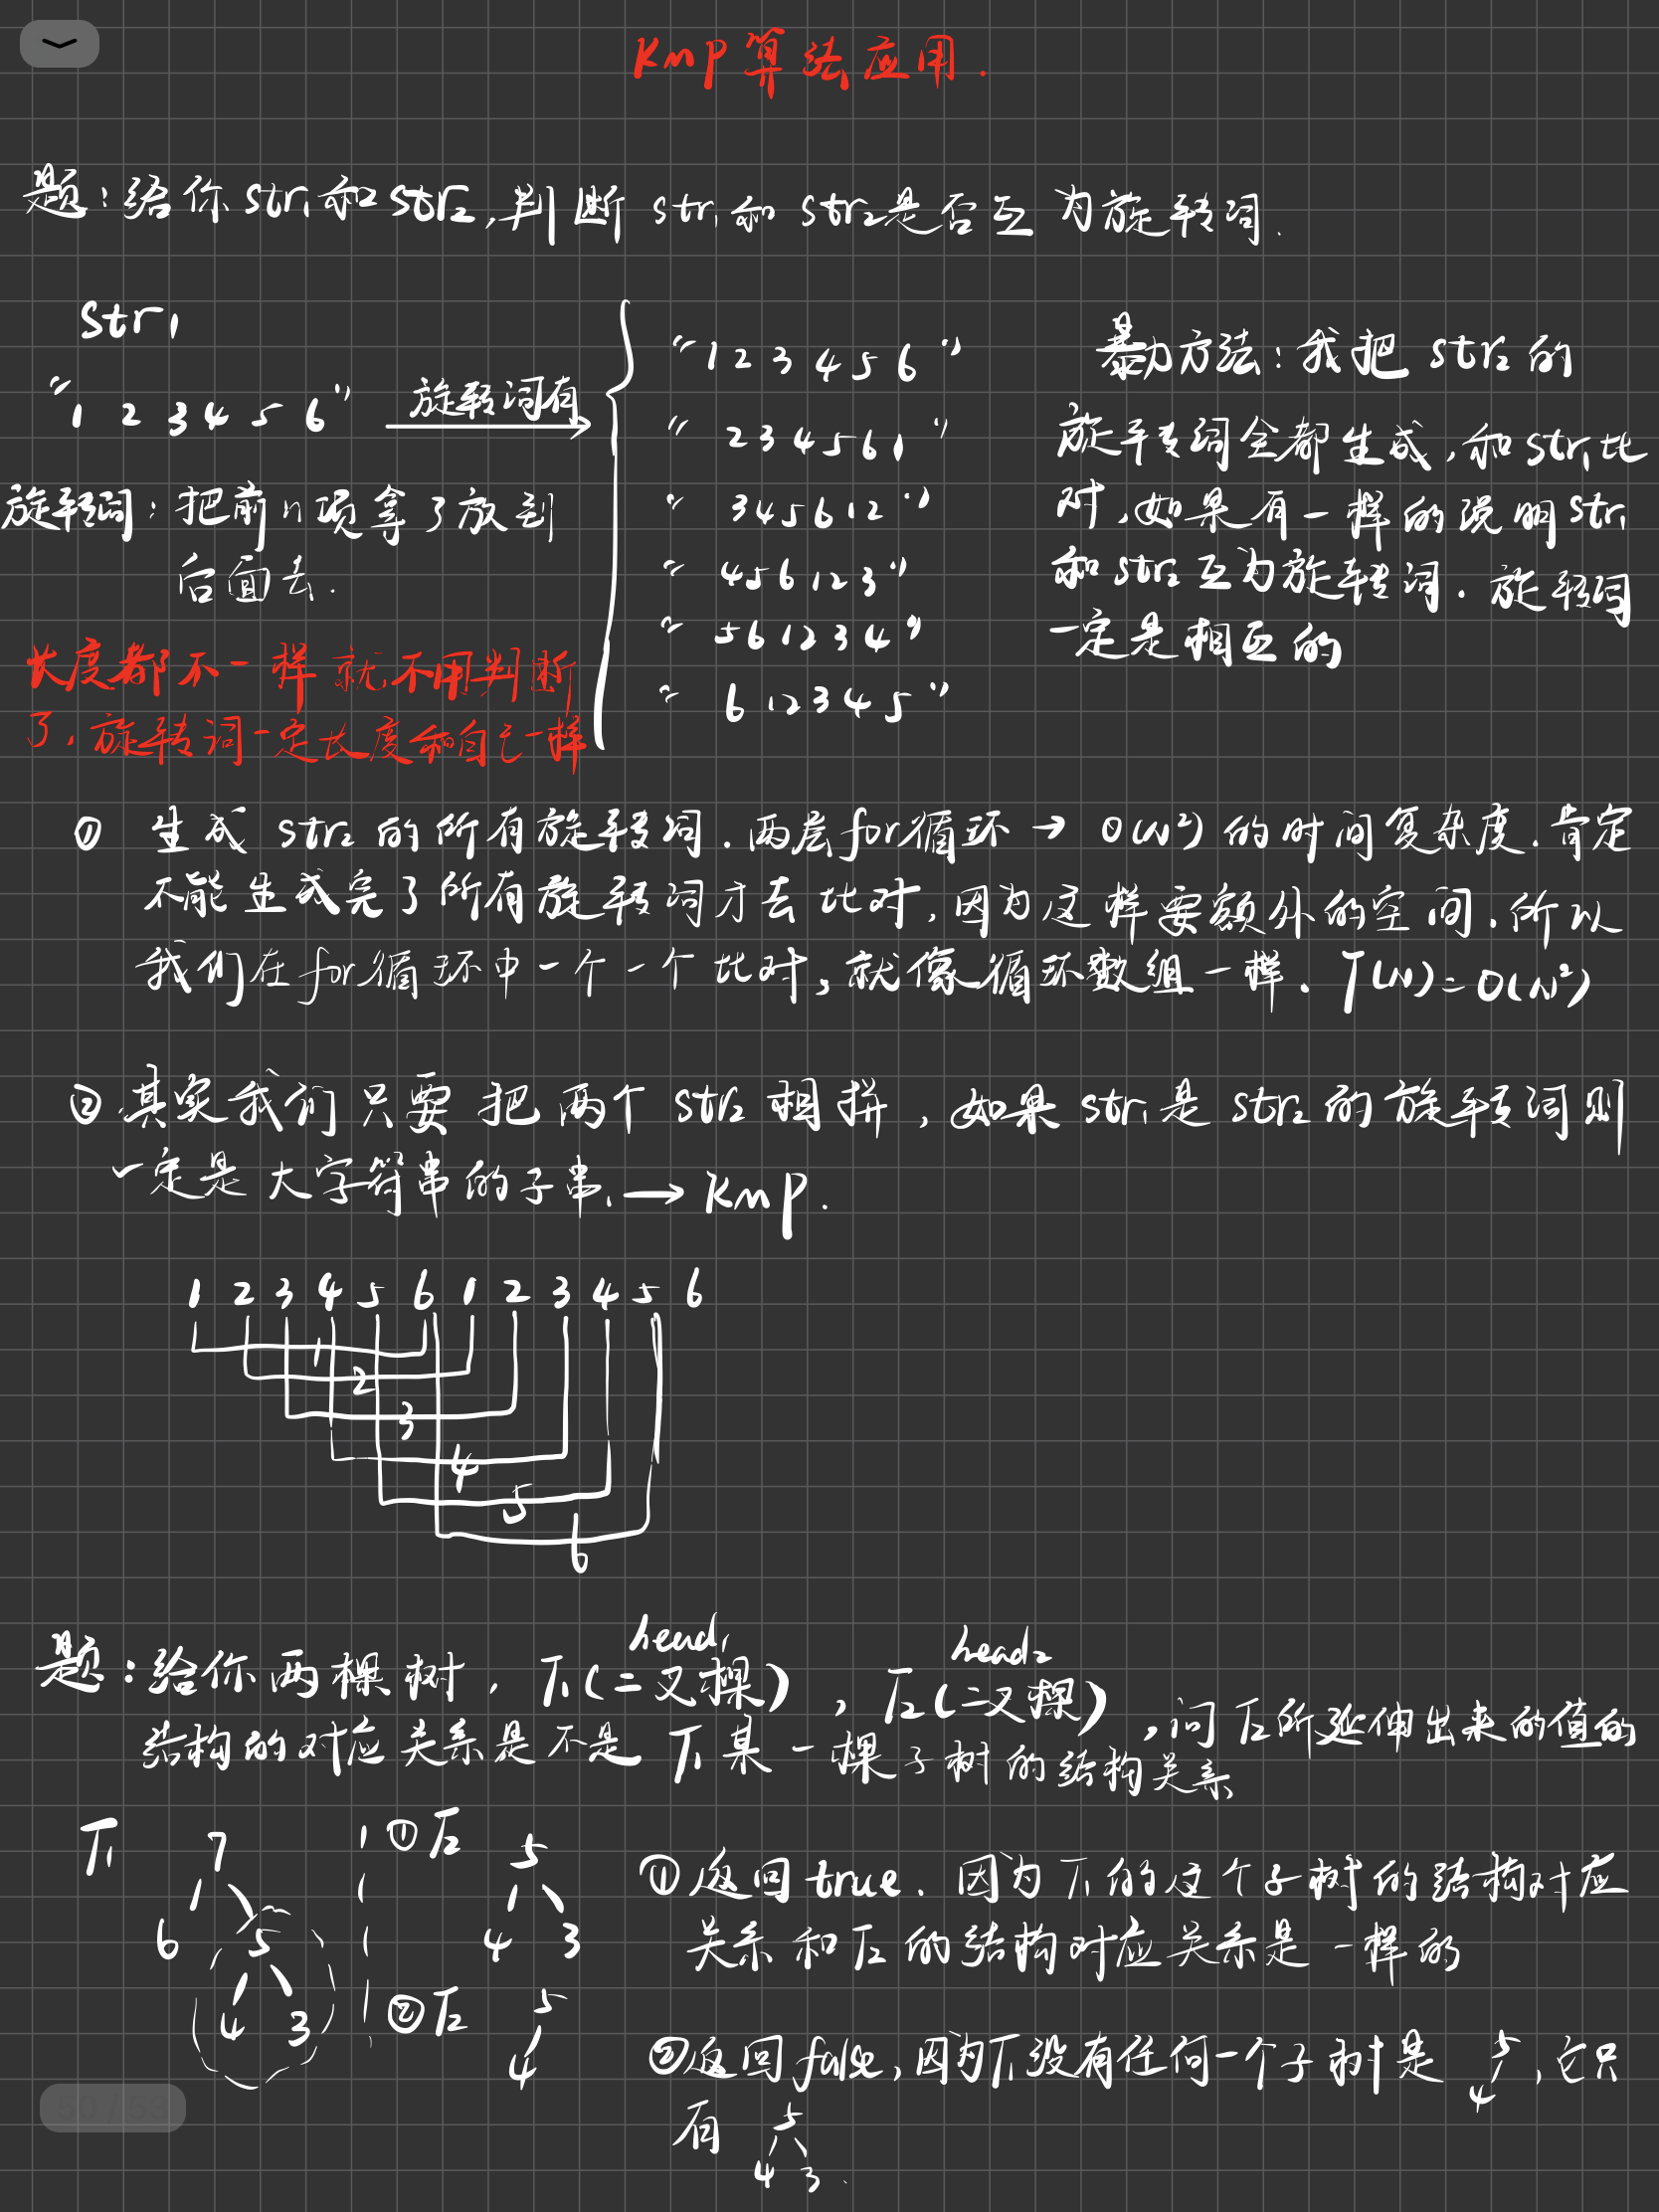 KmP算法应用.
题:给你str1和str2,判断str1和str2是否互为旋转词.
str1
"1 2 3 4 5 6"
旋转词有
旋转词:把前n项拿了放到
后面去.
长度都不一样就不用判断
了,旋转词一定长度和自己一样
"1 2 3 4 5 6"
"2 3 4 5 6 1"
"3 4 5 6 1 2"
"4 5 6 1 2 3"
"5 6 1 2 3 4"
"6 1 2 3 4 5"
暴力方法:我把str2的
旋转词全都生成,和str1比
对,如果有一样的说明str1
和str2互为旋转词.旋转词
一定是相互的
① 生成str2的所有旋转词.两层for循环→O(N²)的时间复杂度.肯定
不能生成完了所有旋转词才去比对,因为这样要额外的空间,所以
我们在for循环中一个一个比对,就像循环数组一样.T(N)=O(N²)
②其实我们只要把两个str2相拼,如果str1是str2的旋转词则
一定是大字符串的子串.→KmP.
1 2 3 4 5 6 1 2 3 4 5 6
1
2
3
4
5
6
head1
head2
题:给你两棵树,T1(二叉棵),T2(二叉棵),问T2所延伸出来的值的
结构的对应关系是不是T1某一棵子树的结构关系
T1
7
6 5
4 3
①T2
5
4 3
②T2
5
4
①返回true.因为T1的这个子树的结构对应
关系和T2的结构对应关系是一样的
②返回false,因为T1没有任何一个子树是 5 4,它只
有 5 4 3.
50/53